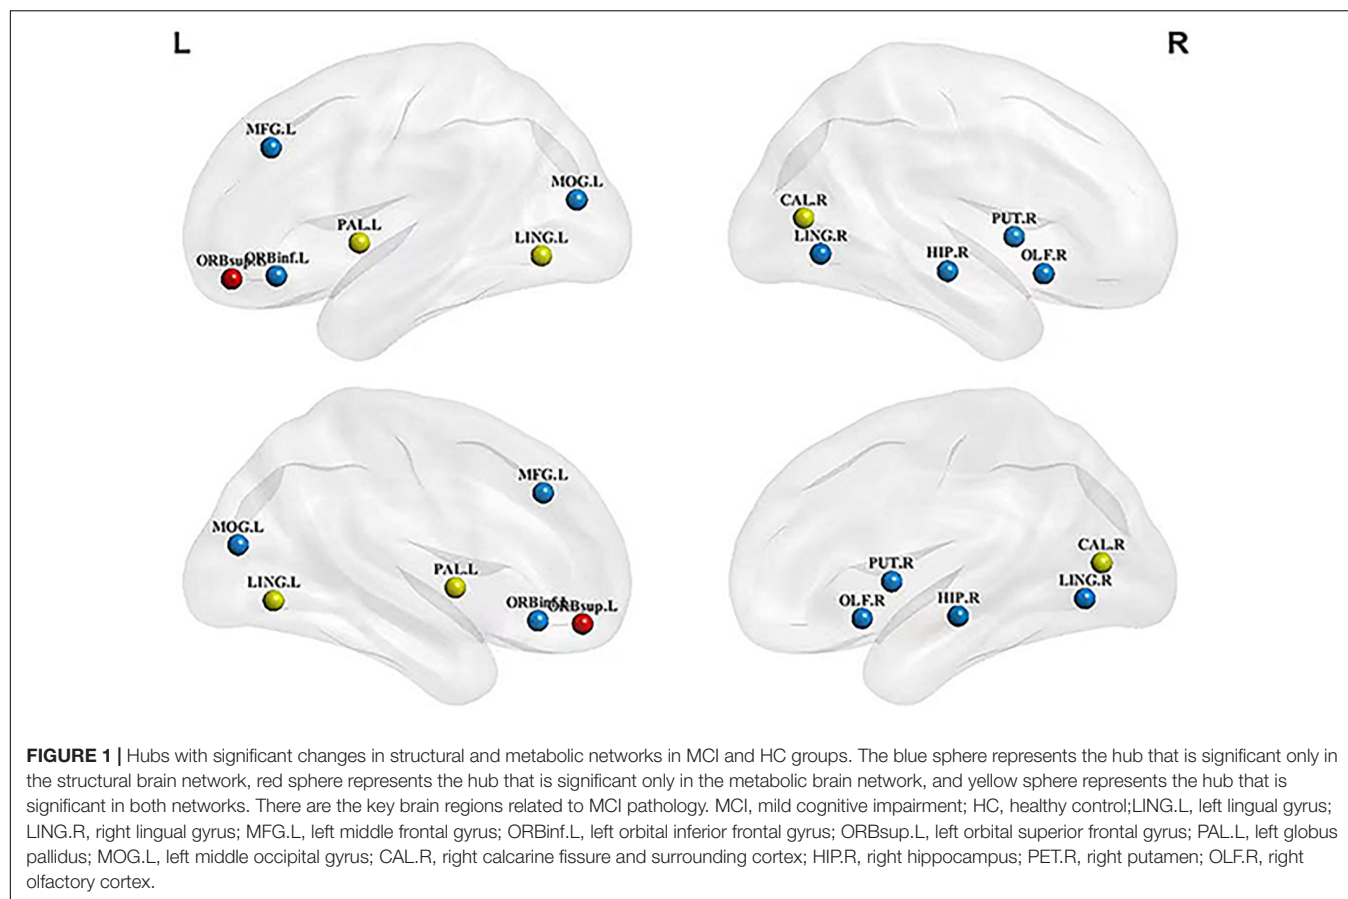 L
R
MFG.L
MOG.L
PAL.L
LING.L
ORBsup.L
ORBinf.L
CAL.R
LING.R
PUT.R
HIP.R
OLF.R
MFG.L
MOG.L
PAL.L
LING.L
ORBinf.L
ORBsup.L
CAL.R
PUT.R
LING.R
OLF.R
HIP.R
FIGURE 1 | Hubs with significant changes in structural and metabolic networks in MCI and HC groups. The blue sphere represents the hub that is significant only in
the structural brain network, red sphere represents the hub that is significant only in the metabolic brain network, and yellow sphere represents the hub that is
significant in both networks. There are the key brain regions related to MCI pathology. MCI, mild cognitive impairment; HC, healthy control;LING.L, left lingual gyrus;
LING.R, right lingual gyrus; MFG.L, left middle frontal gyrus; ORBinf.L, left orbital inferior frontal gyrus; ORBsup.L, left orbital superior frontal gyrus; PAL.L, left globus
pallidus; MOG.L, left middle occipital gyrus; CAL.R, right calcarine fissure and surrounding cortex; HIP.R, right hippocampus; PET.R, right putamen; OLF.R, right
olfactory cortex.